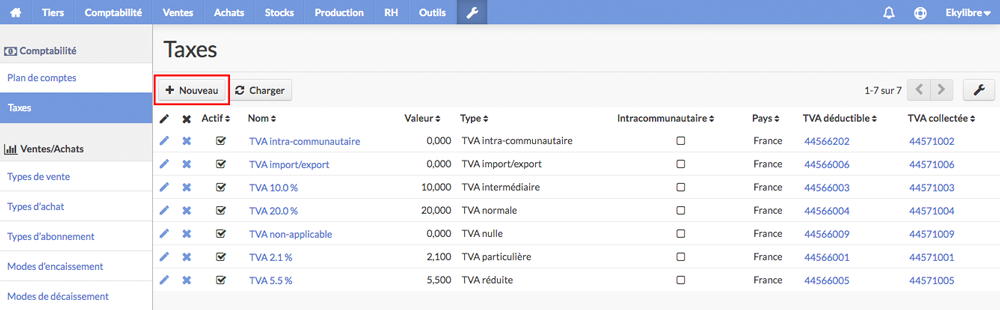 Tiers Comptabilité Ventes Achats Stocks Production RH Outils Ekylibre
Comptabilité
Plan de comptes
Taxes
Ventes/Achats
Types de vente
Types d'achat
Types d'abonnement
Modes d'encaissement
Modes de décaissement
Taxes
Nouveau Charger 1-7 sur 7
Actif Nom Valeur Type Intracommunautaire Pays TVA déductible TVA collectée
TVA intra-communautaire 0,000 TVA intra-communautaire France 44566202 44571002
TVA import/export 0,000 TVA import/export France 44566006 44571006
TVA 10.0 % 10,000 TVA intermédiaire France 44566003 44571003
TVA 20.0 % 20,000 TVA normale France 44566004 44571004
TVA non-applicable 0,000 TVA nulle France 44566009 44571009
TVA 2.1 % 2,100 TVA particulière France 44566001 44571001
TVA 5.5 % 5,500 TVA réduite France 44566005 44571005